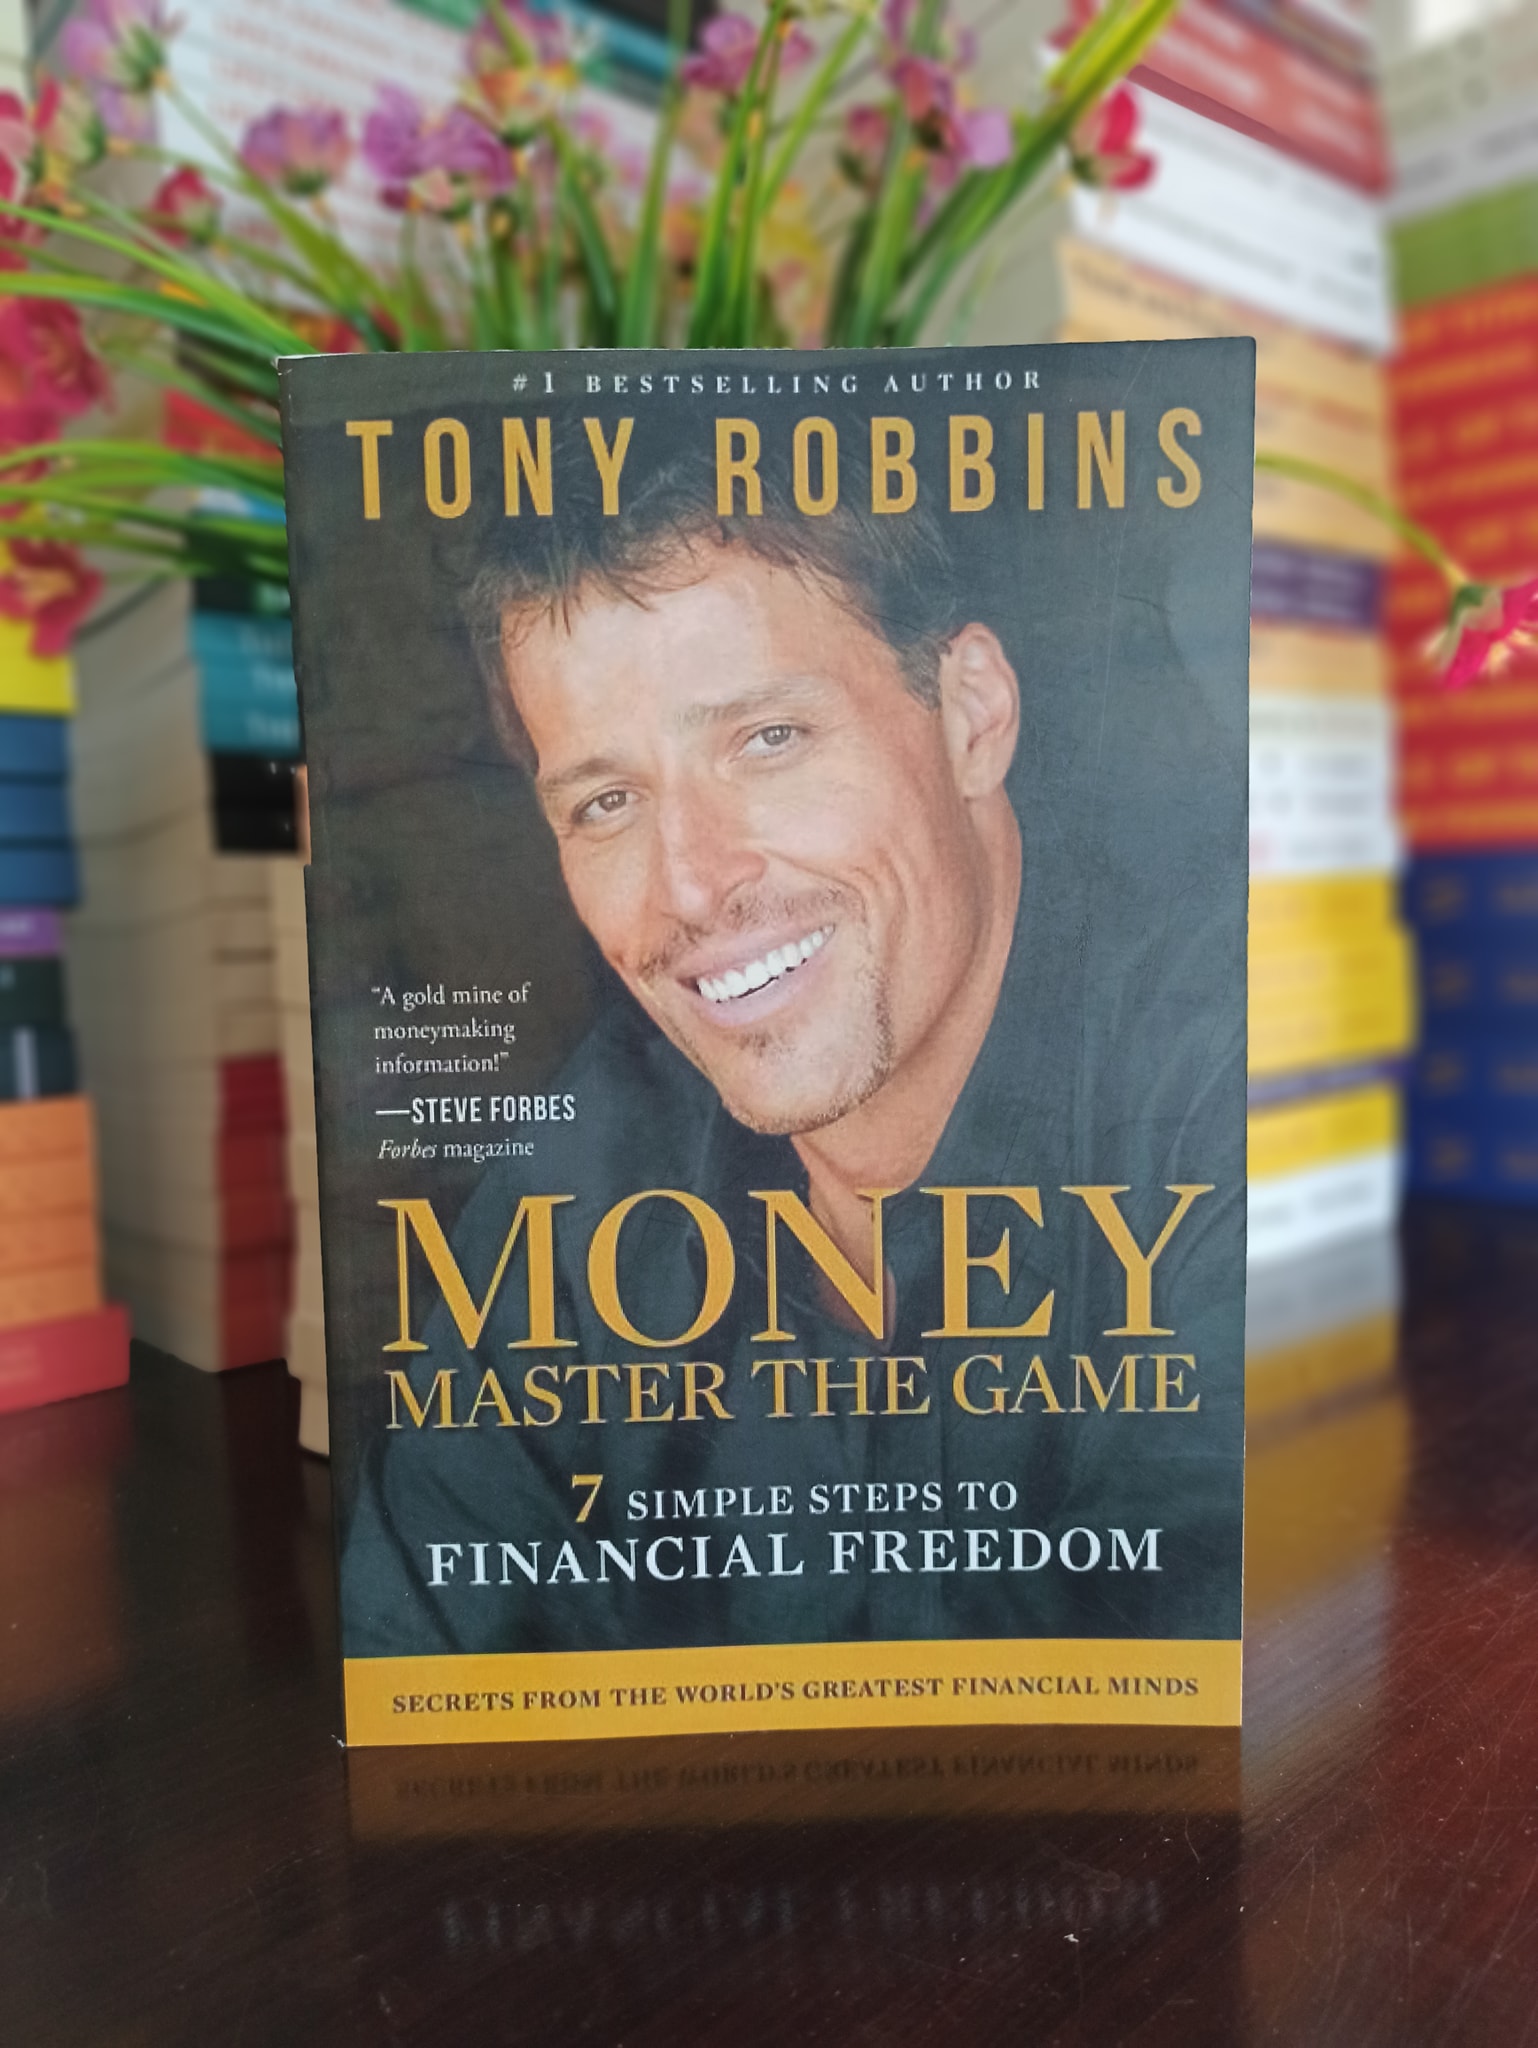 #1 BESTSELLING AUTHOR
TONY ROBBINS
"A gold mine of
moneymaking
information!"
—STEVE FORBES
Forbes magazine
MONEY
MASTER THE GAME
7 SIMPLE STEPS TO
FINANCIAL FREEDOM
SECRETS FROM THE WORLD'S GREATEST FINANCIAL MINDS